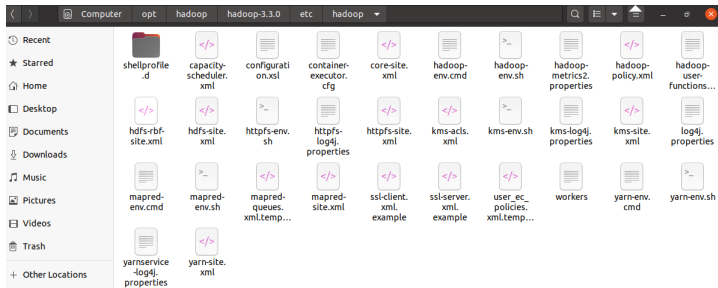 Computer opt hadoop hadoop-3.3.0 etc hadoop
Recent
Starred
Home
Desktop
Documents
Downloads
Music
Pictures
Videos
Trash
+ Other Locations
shellprofile
.d
capacity-
scheduler.
xml
configurati
on.xsl
container-
executor.
cfg
core-site.
xml
hadoop-
env.cmd
hadoop-
env.sh
hadoop-
metrics2.
properties
hadoop-
policy.xml
hadoop-
user-
functions...
hdfs-rbf-
site.xml
hdfs-site.
xml
httpfs-env.
sh
httpfs-
log4j.
properties
httpfs-site.
xml
kms-acls.
xml
kms-env.sh
kms-log4j.
properties
kms-site.
xml
log4j.
properties
mapred-
env.cmd
mapred-
env.sh
mapred-
queues.
xml.temp...
mapred-
site.xml
ssl-client.
xml.
example
ssl-server.
xml.
example
user_ec_
policies.
xml.temp...
workers
yarn-env.
cmd
yarn-env.sh
yarnservice
-log4j.
properties
yarn-site.
xml